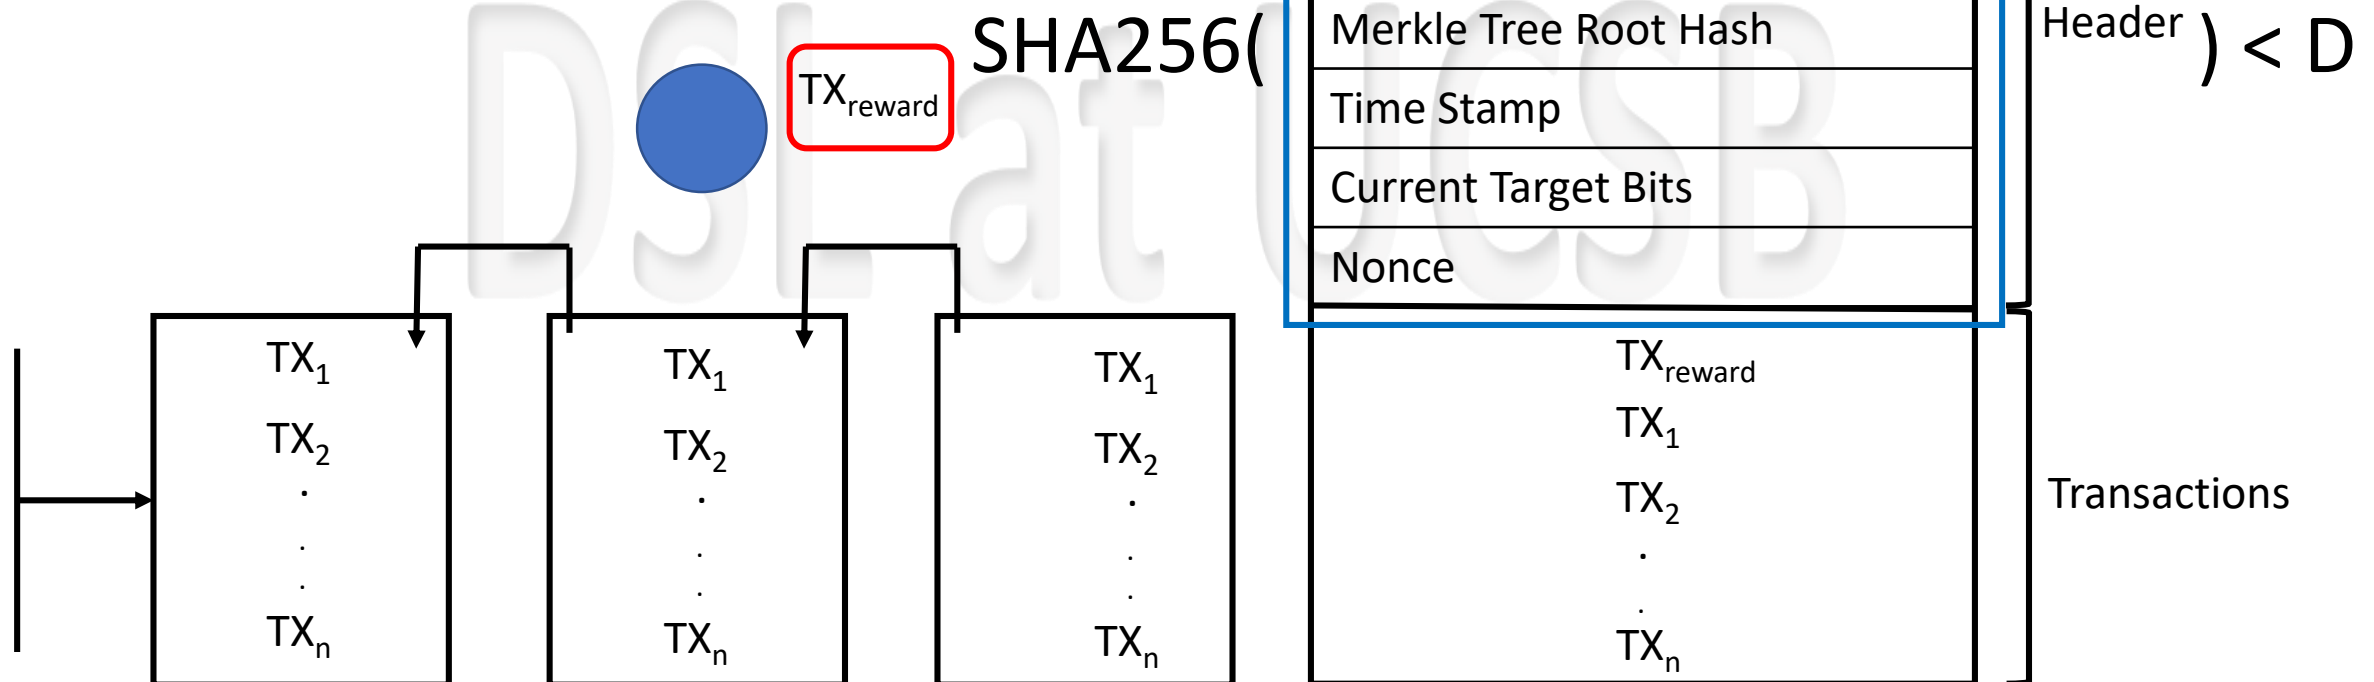 DSL at UCSB
SHA256(
Merkle Tree Root Hash
Time Stamp
Current Target Bits
Nonce
Header
) < D
TXreward
TX1
TX2
.
.
.
TXn
TX1
TX2
.
.
.
TXn
TX1
TX2
.
.
.
TXn
TXreward
TX1
TX2
.
.
TXn
Transactions